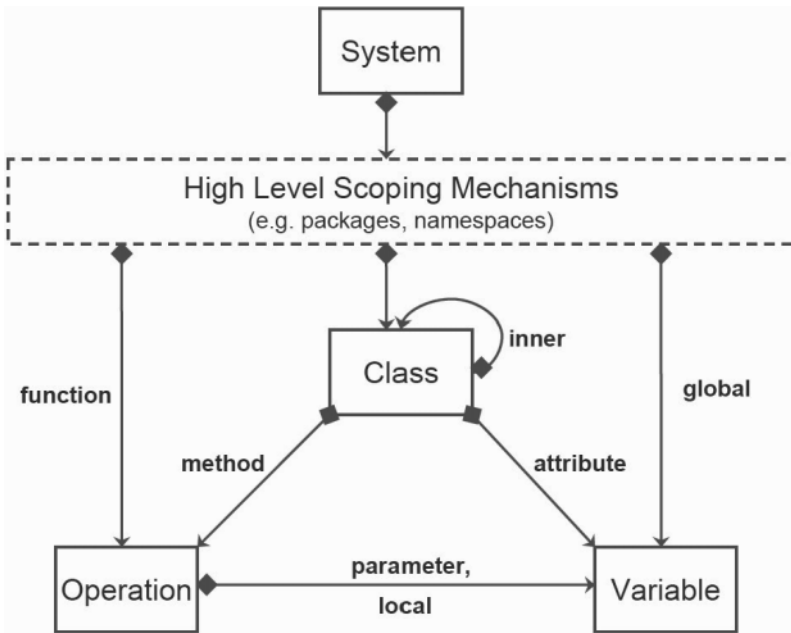 System
High Level Scoping Mechanisms
(e.g. packages, namespaces)
inner
Class
function
global
method
attribute
Operation
parameter,
local
Variable